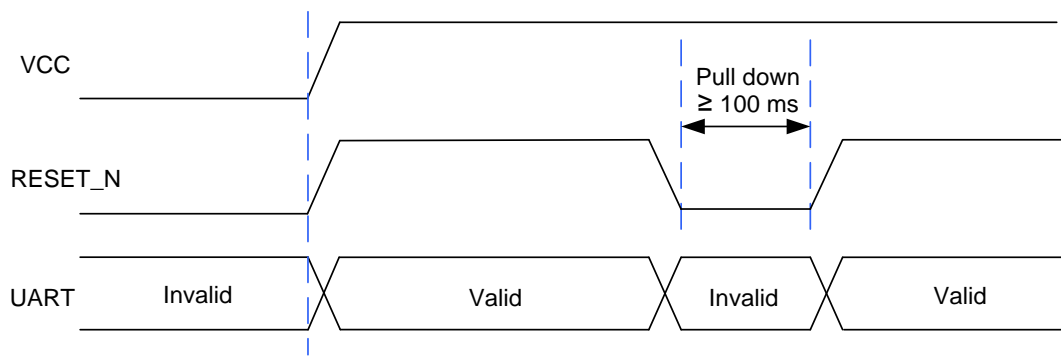 VCC
Pull down
≥ 100 ms
RESET_N
UART
Invalid
Valid
Invalid
Valid